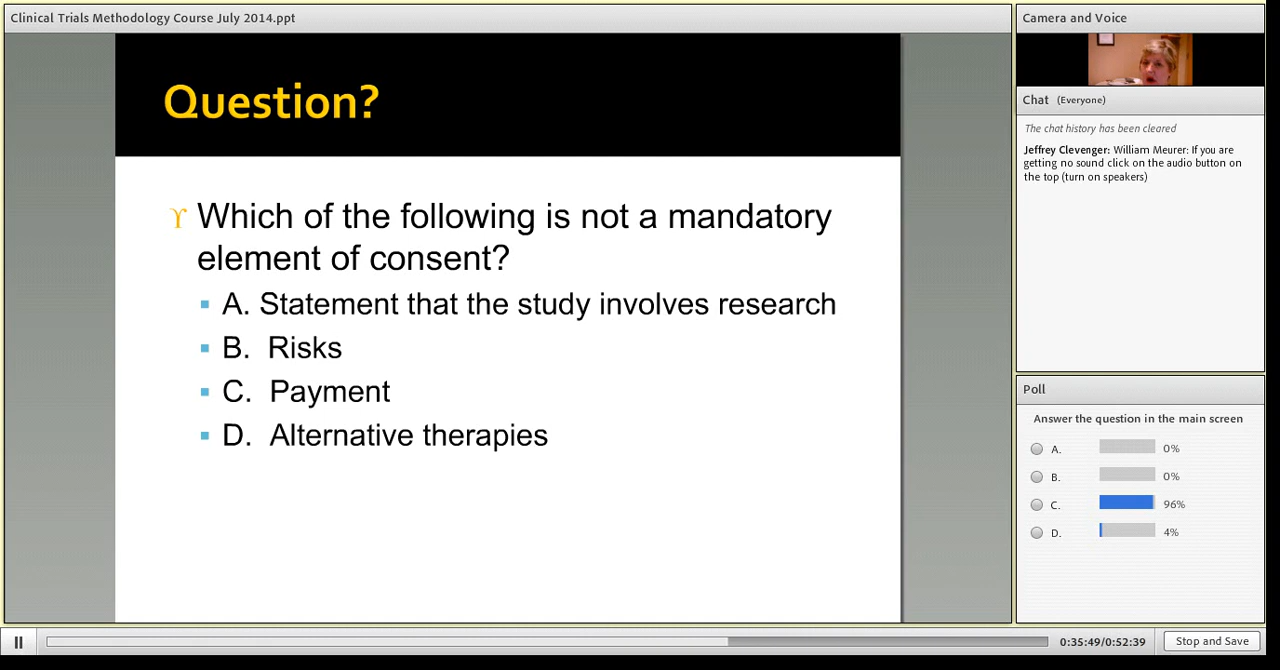 Clinical Trials Methodology Course July 2014.ppt
Question?
Which of the following is not a mandatory
element of consent?
A. Statement that the study involves research
B. Risks
C. Payment
D. Alternative therapies
Camera and Voice
Chat (Everyone)
The chat history has been cleared
Jeffrey Clevenger: William Meurer: If you are
getting no sound click on the audio button on
the top (turn on speakers)
Poll
Answer the question in the main screen
A. 0%
B. 0%
C. 96%
D. 4%
0:35:49/0:52:39
Stop and Save